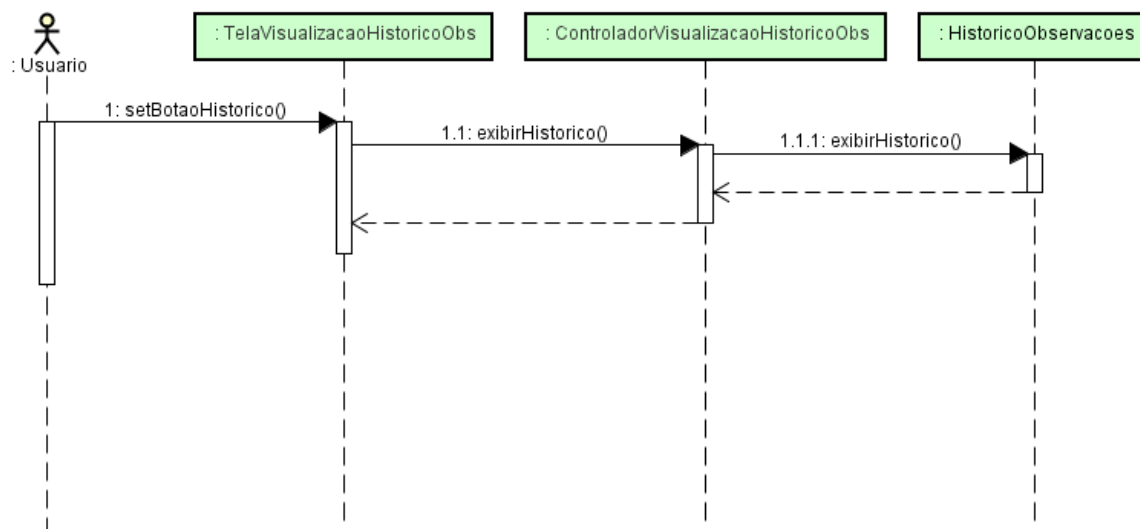 : Usuario
: TelaVisualizacaoHistoricoObs
: ControladorVisualizacaoHistoricoObs
: HistoricoObservacoes
1: setBotaoHistorico()
1.1: exibirHistorico()
1.1.1: exibirHistorico()